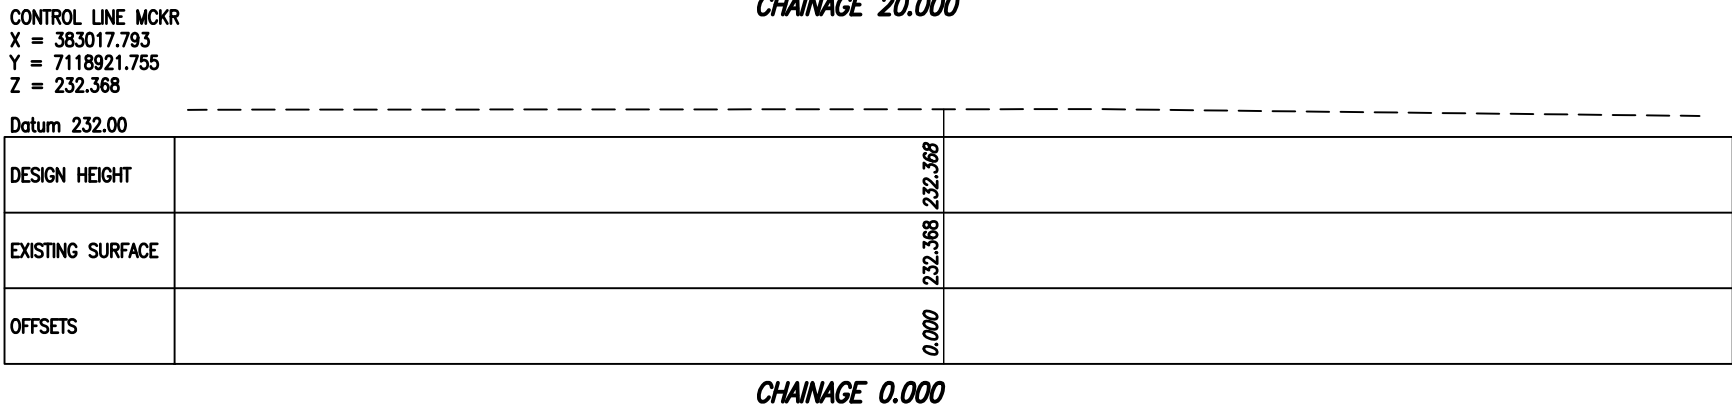 CHAINAGE 20.000
CONTROL LINE MCKR
X = 383017.793
Y = 7118921.755
Z = 232.368
Datum 232.00
DESIGN HEIGHT 232.368
EXISTING SURFACE 232.368
OFFSETS 0.000
CHAINAGE 0.000